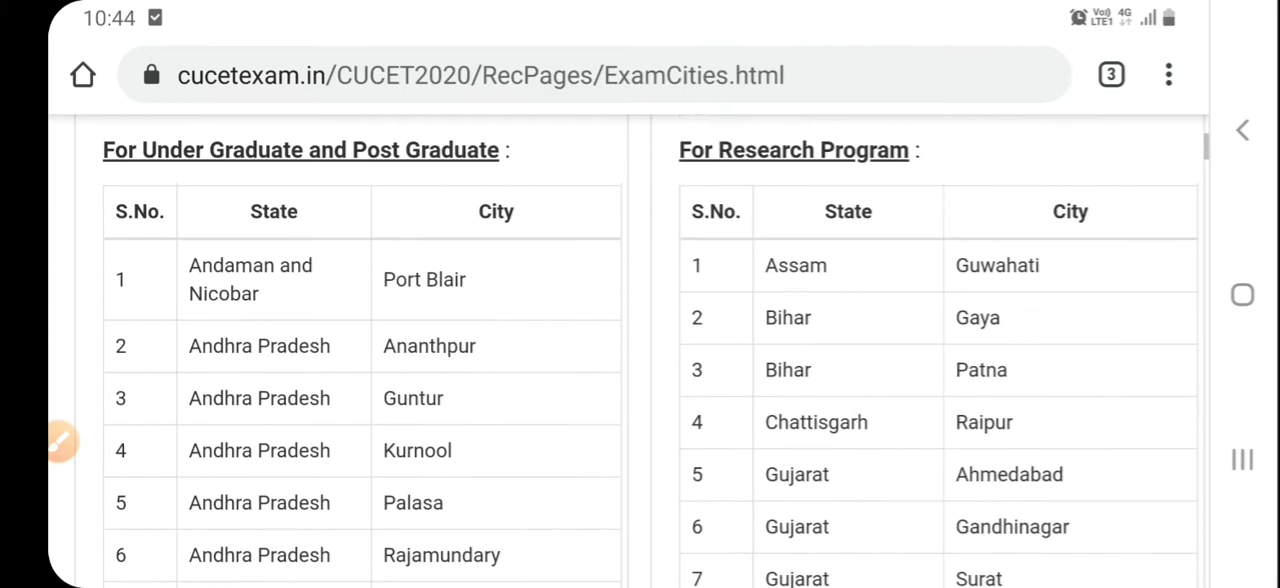 10:44
Vo)) 4G
LTE1
cucetexam.in/CUCET2020/RecPages/ExamCities.html
3
For Under Graduate and Post Graduate :
S.No. State City
1 Andaman and Nicobar Port Blair
2 Andhra Pradesh Ananthpur
3 Andhra Pradesh Guntur
4 Andhra Pradesh Kurnool
5 Andhra Pradesh Palasa
6 Andhra Pradesh Rajamundary
For Research Program :
S.No. State City
1 Assam Guwahati
2 Bihar Gaya
3 Bihar Patna
4 Chattisgarh Raipur
5 Gujarat Ahmedabad
6 Gujarat Gandhinagar
7 Gujarat Surat